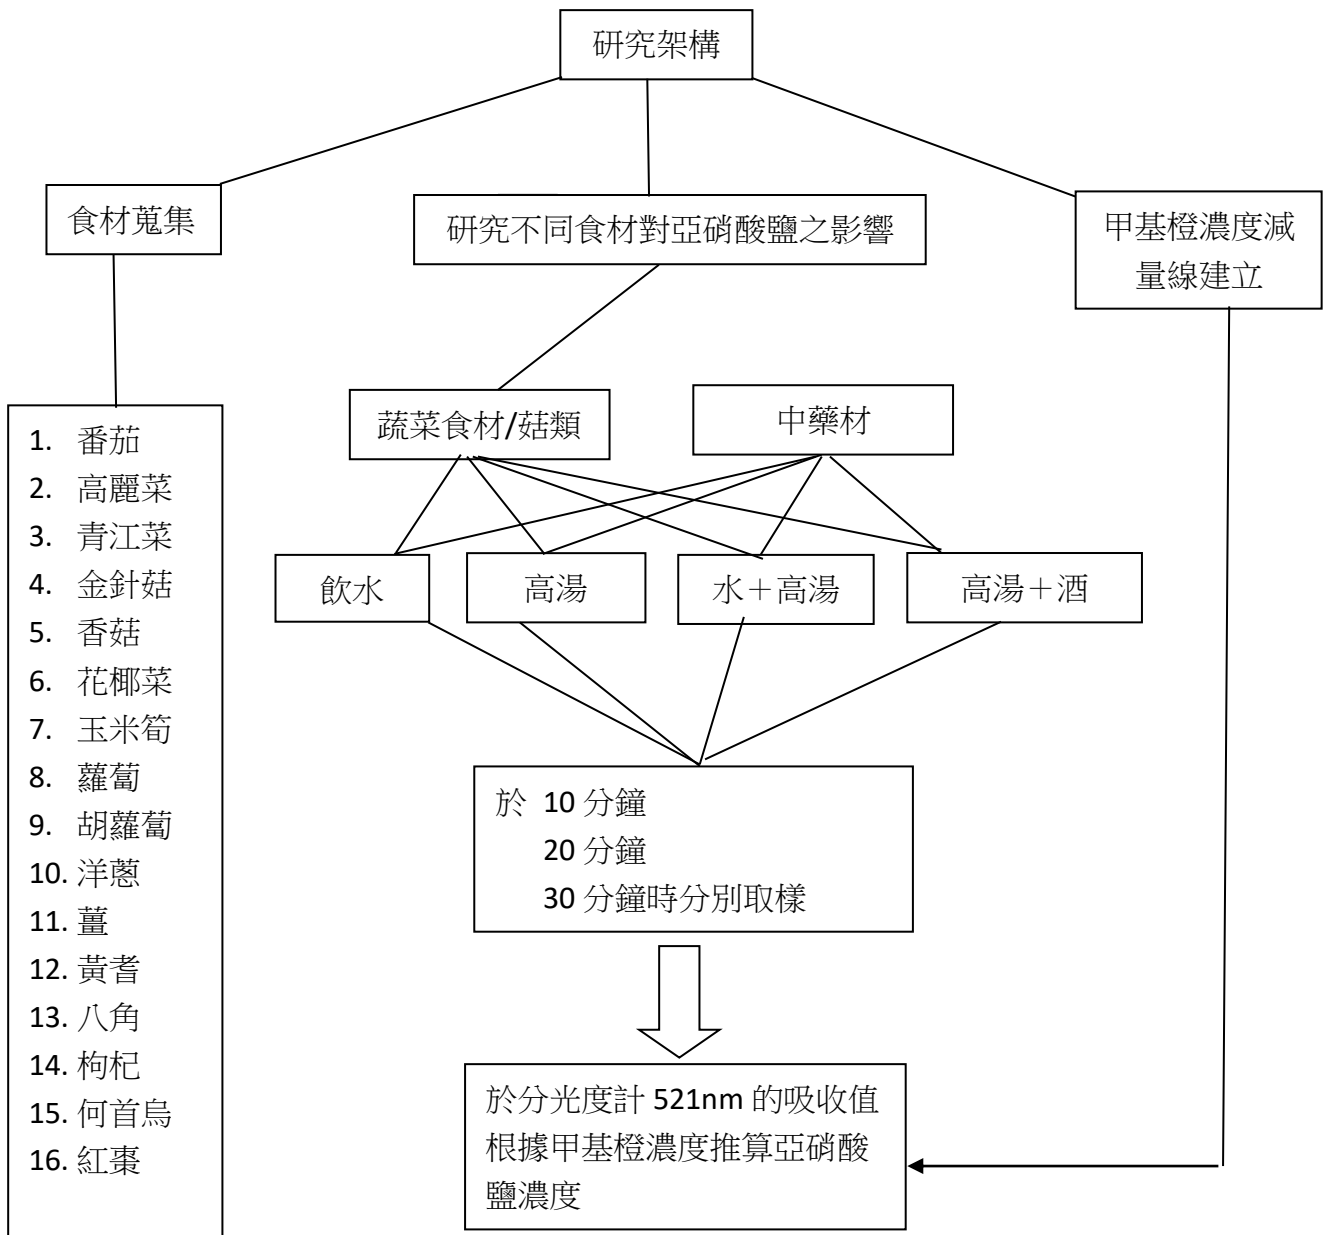 研究架構
食材蒐集
研究不同食材對亞硝酸鹽之影響
甲基橙濃度減
量線建立
1. 番茄
2. 高麗菜
3. 青江菜
4. 金針菇
5. 香菇
6. 花椰菜
7. 玉米筍
8. 蘿蔔
9. 胡蘿蔔
10. 洋蔥
11. 薑
12. 黃耆
13. 八角
14. 枸杞
15. 何首烏
16. 紅棗
蔬菜食材/菇類
中藥材
飲水
高湯
水＋高湯
高湯＋酒
於 10 分鐘
20 分鐘
30 分鐘時分別取樣
於分光度計 521nm 的吸收值
根據甲基橙濃度推算亞硝酸
鹽濃度